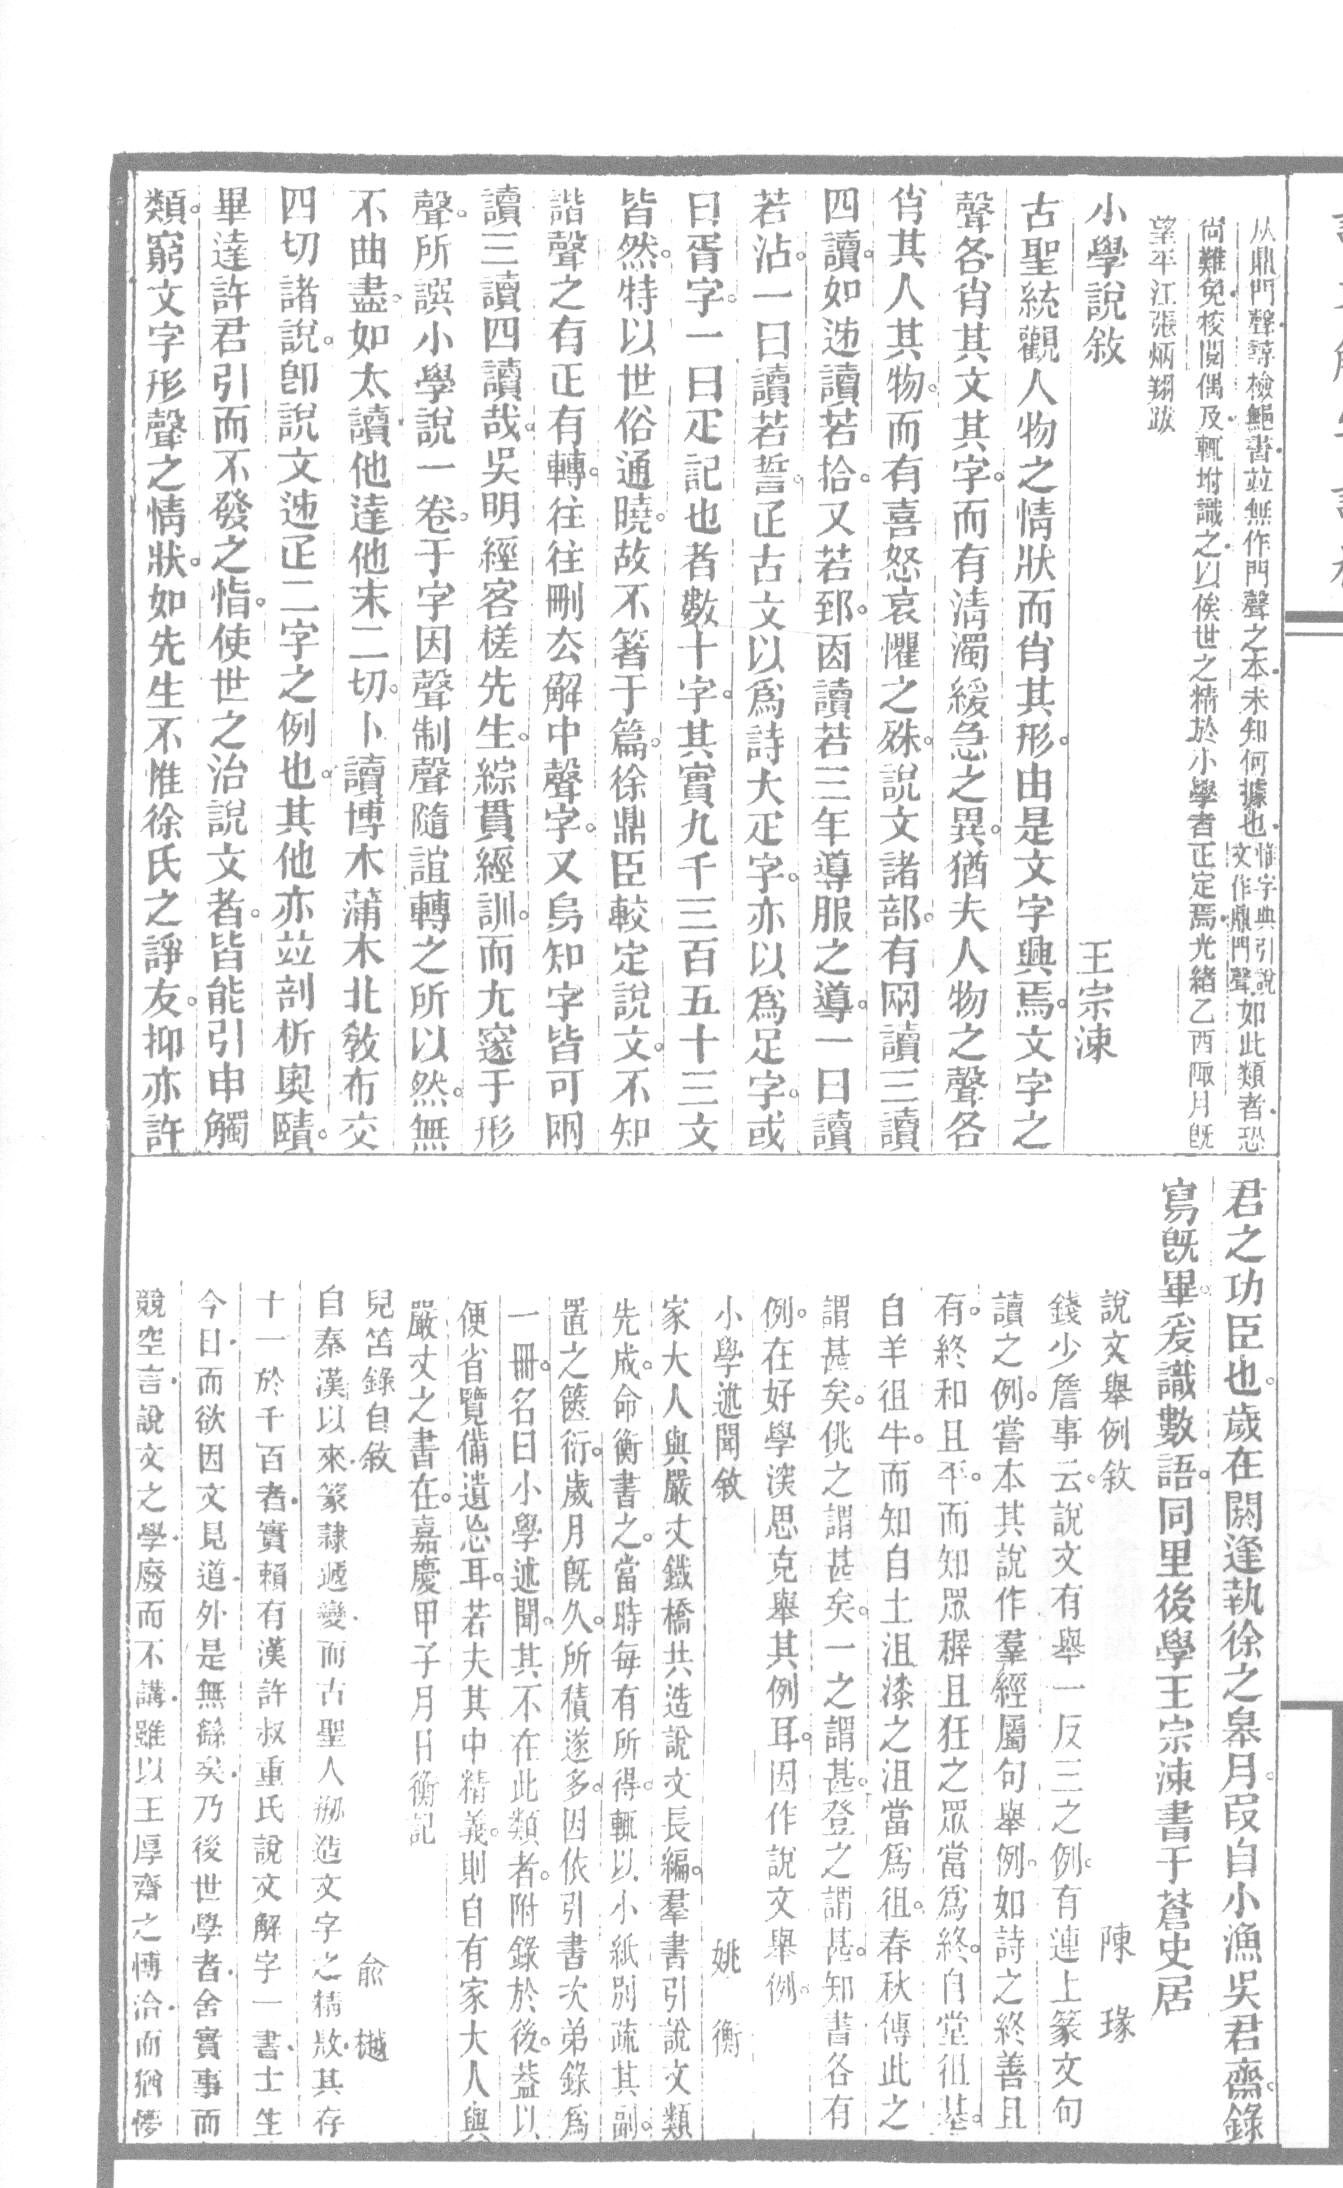 从鼎門聲尋檢鮑書並無作門聲之本未知何據也惟字典引說文作鼎門聲如此類者恐
尙難免校閱偶及輒坿識之以俟世之精於小學者正定焉光緒乙酉陬月旣
望平江張炳翔跋
小學說敘
王宗涑
古聖統觀人物之情狀而肖其形。由是文字興焉。文字之
聲各肖其文其字。而有淸濁緩急之異。猶夫人物之聲各
肖其人其物。而有喜怒哀懼之殊。說文諸部。有兩讀三讀
四讀。如䢐讀若拾。又若郅。㐁讀若三年導服之導。一曰讀
若沾。一曰讀若誓。疋古文以爲詩大疋字。亦以爲足字。或
曰胥字。一曰疋記也者數十字。其實九千三百五十三文
皆然。特以世俗通曉。故不箸于篇。徐鼎臣較定說文。不知
諧聲之有正有轉。往往刪公解中聲字。又烏知字皆可兩
讀三讀四讀哉。吳明經客槎先生。綜貫經訓。而尤邃于形
聲。所譔小學說一卷。于字因聲制聲隨誼轉之所以然。無
不曲盡。如太讀他達他末二切。卜讀博木蒲木北敎布交
四切諸說。卽說文䢐疋二字之例也。其他亦竝剖析奧賾。
畢達許君引而不發之恉。使世之治說文者。皆能引申觸
類。窮文字形聲之情狀。如先生不惟徐氏之諍友。抑亦許
君之功臣也。歲在閼逢執徐之皋月。叚自小漁吳君齋。錄
寫旣畢。爰識數語。同里後學王宗涑書于蒼史居
說文舉例敘
陳瑑
錢少詹事云。說文有舉一反三之例。有連上篆文句
讀之例。嘗本其說作羣經屬句舉例。如詩之終善且
有。終和且平。而知眾穉且狂之眾當爲終。自堂徂基。
自羊徂牛。而知自土沮漆之沮當爲徂。春秋傳此之
謂甚矣。佻之謂甚矣。一之謂甚。登之謂甚。知書各有
例。在好學深思克舉其例耳。因作說文舉例。
小學述聞敘
姚衡
家大人與嚴丈鐵橋共造說文長編。羣書引說文類
先成。命衡書之。當時每有所得。輒以小紙別疏其副。
置之篋衍。歲月旣久。所積遂多。因依引書次弟錄爲
一冊。名曰小學述聞。其不在此類者。附錄於後。葢以
便省覽備遺忘耳。若夫其中精義。則自有家大人與
嚴丈之書在。嘉慶甲子月日衡記
兒笘錄自敘
俞樾
自秦漢以來。篆隸遞變。而古聖人剏造文字之精㪚其存
十一於千百者。實賴有漢許叔重氏說文解字一書。士生
今日。而欲因文見道。外是無餘矣。乃後世學者。舍實事而
競空言。說文之學。廢而不講。雖以王厚齋之博洽。而猶㦬